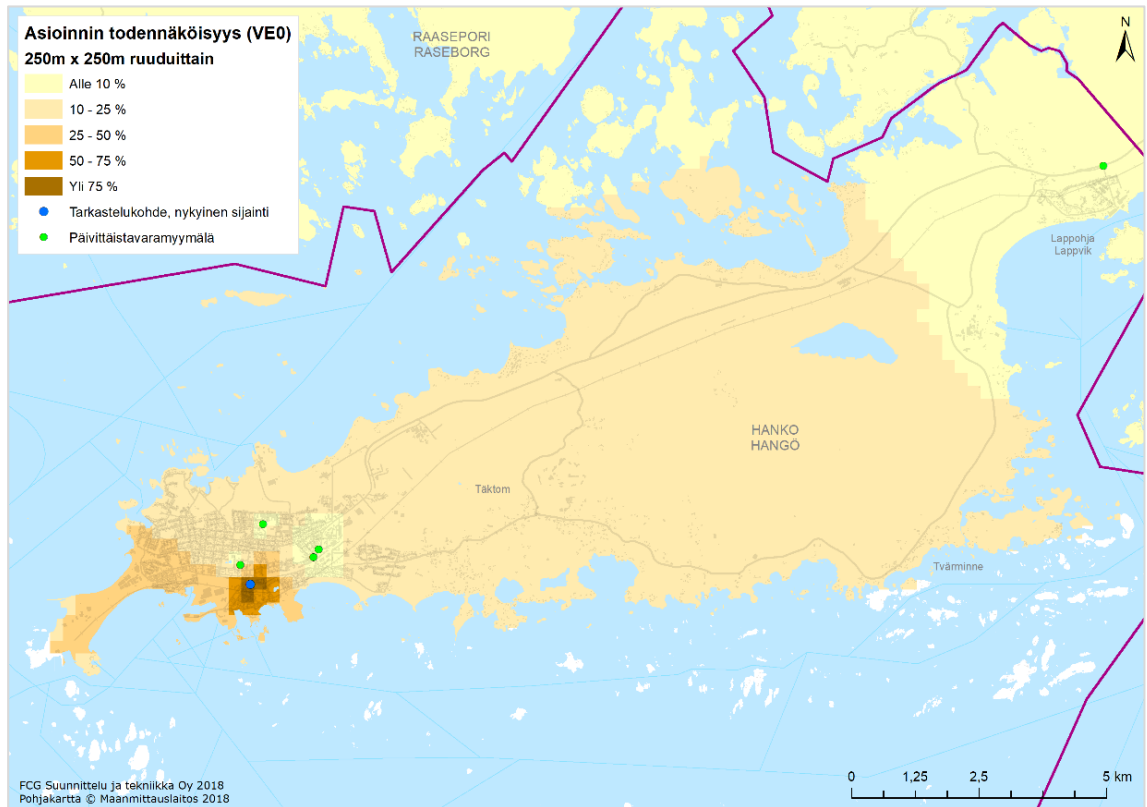 Asioinnin todennäköisyys (VE0)
250m x 250m ruuduittain
Alle 10 %
10 - 25 %
25 - 50 %
50 - 75 %
Yli 75 %
Tarkastelukohde, nykyinen sijainti
Päivittäistavaramyymälä
RAASEPORI
RASEBORG
N
Lappohja
Lappvik
HANKO
HANGÖ
Täktom
Tvärminne
FCG Suunnittelu ja tekniikka Oy 2018
Pohjakartta © Maanmittauslaitos 2018
0 1,25 2,5 5 km